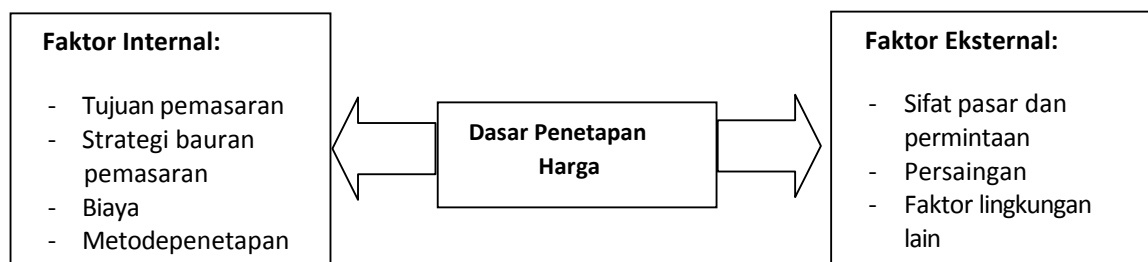 Faktor Internal:
- Tujuan pemasaran
- Strategi bauran
pemasaran
- Biaya
- Metodepenetapan
Dasar Penetapan
Harga
Faktor Eksternal:
- Sifat pasar dan
permintaan
- Persaingan
- Faktor lingkungan
lain